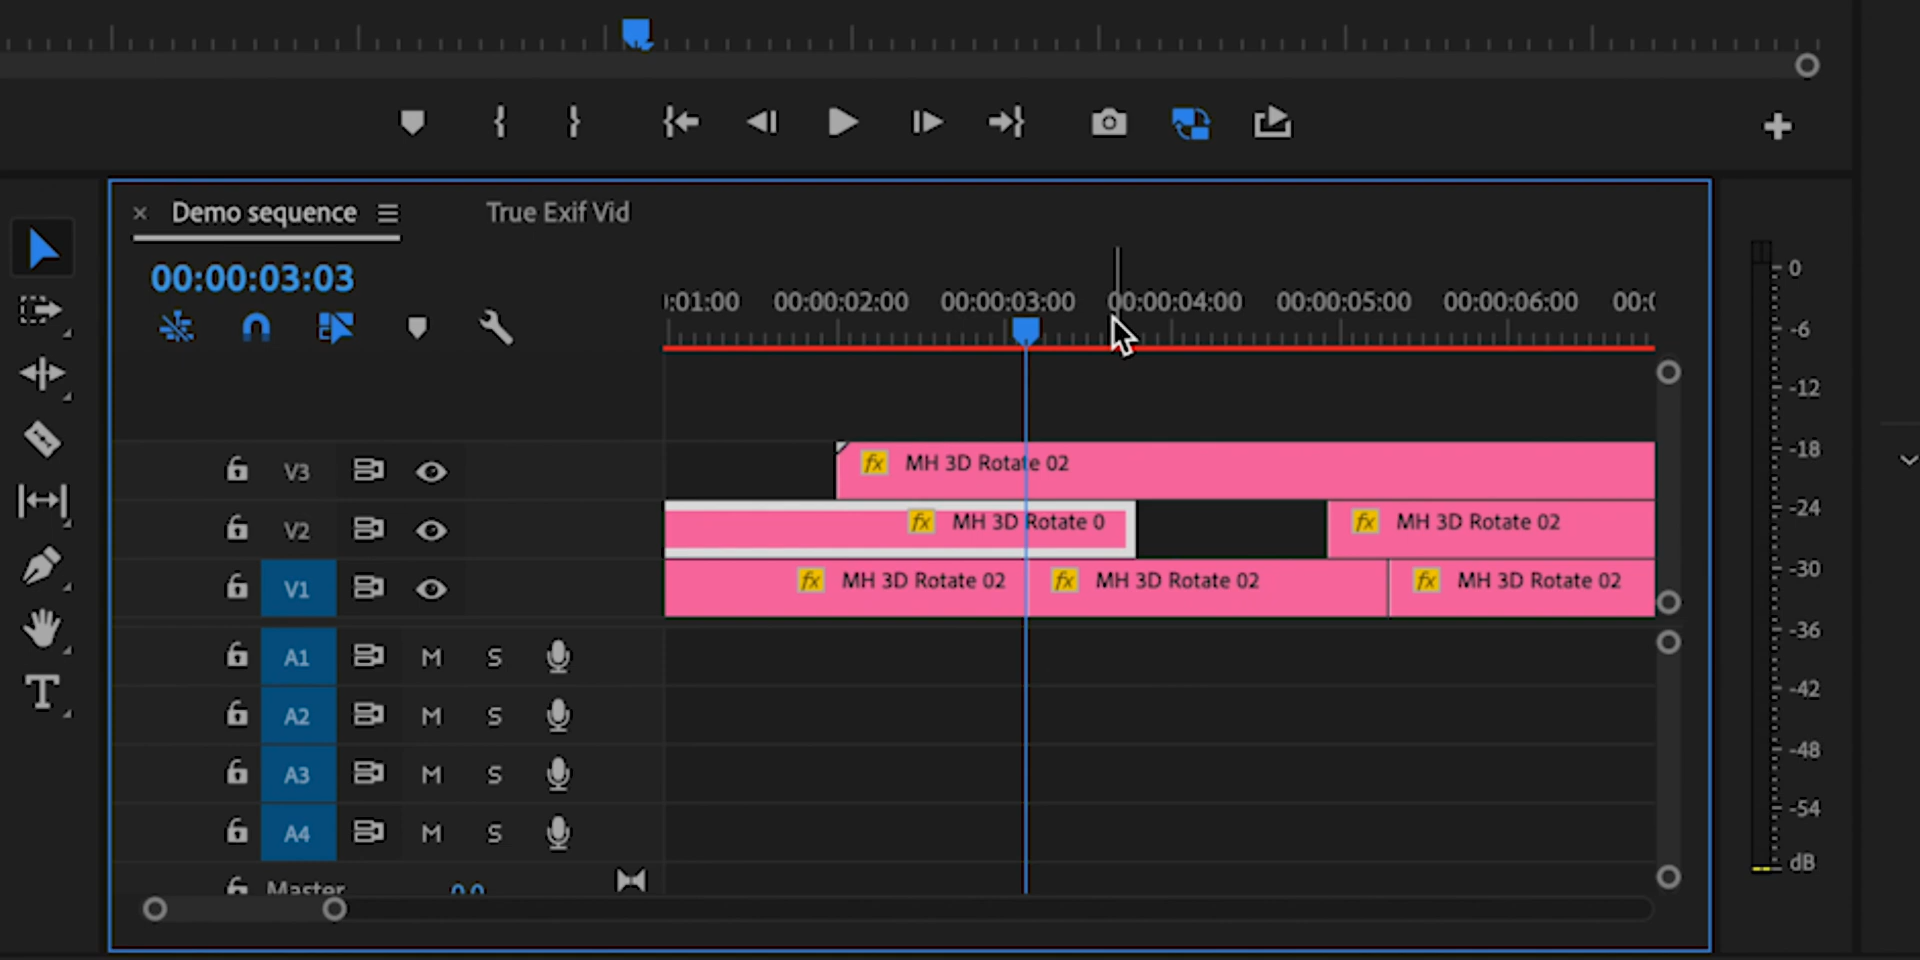 Demo sequence
True Exif Vid
00:00:03:03
:01:00
00:00:02:00
00:00:03:00
00:00:04:00
00:00:05:00
00:00:06:00
00:0
V3
fx MH 3D Rotate 02
V2
fx MH 3D Rotate 0
fx MH 3D Rotate 02
V1
fx MH 3D Rotate 02
fx MH 3D Rotate 02
fx MH 3D Rotate 02
A1 M S
A2 M S
A3 M S
A4 M S
Master 0.0
0
-6
-12
-18
-24
-30
-36
-42
-48
-54
dB